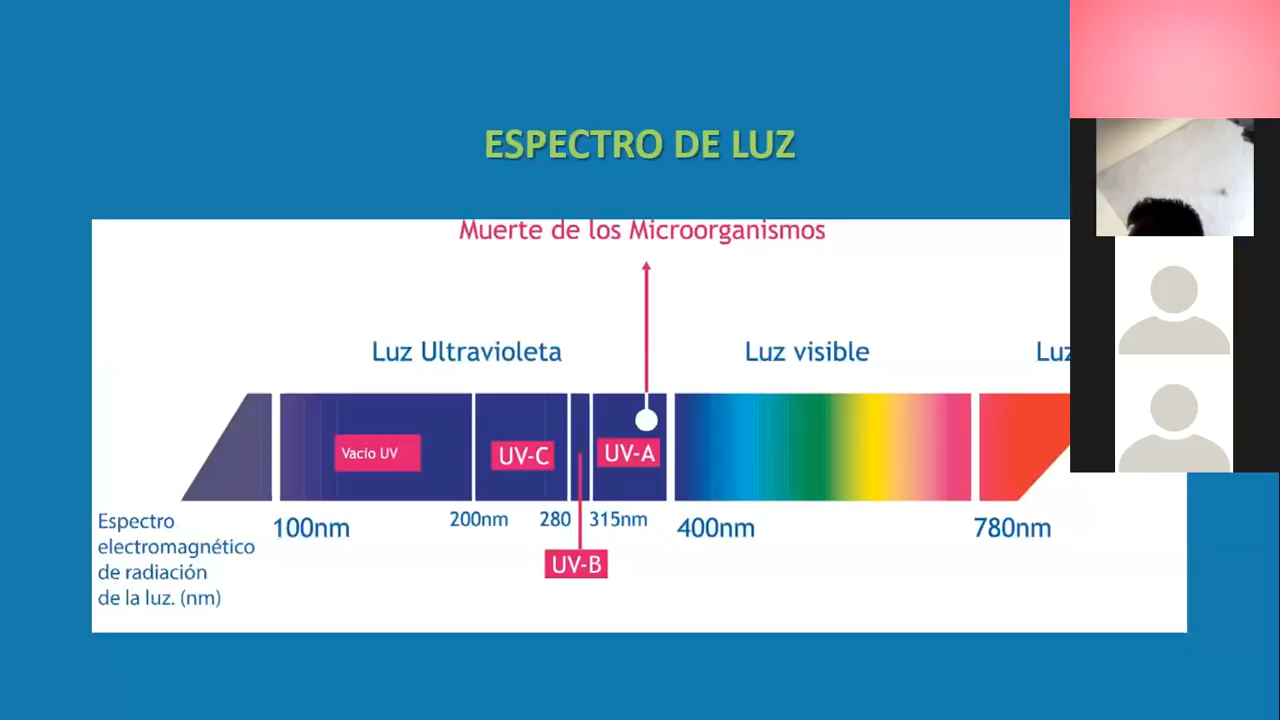 ESPECTRO DE LUZ
Muerte de los Microorganismos
Luz Ultravioleta
Luz visible
Luz
Vacio UV
UV-C
UV-A
100nm
200nm
280
315nm
400nm
780nm
UV-B
Espectro
electromagnético
de radiación
de la luz. (nm)